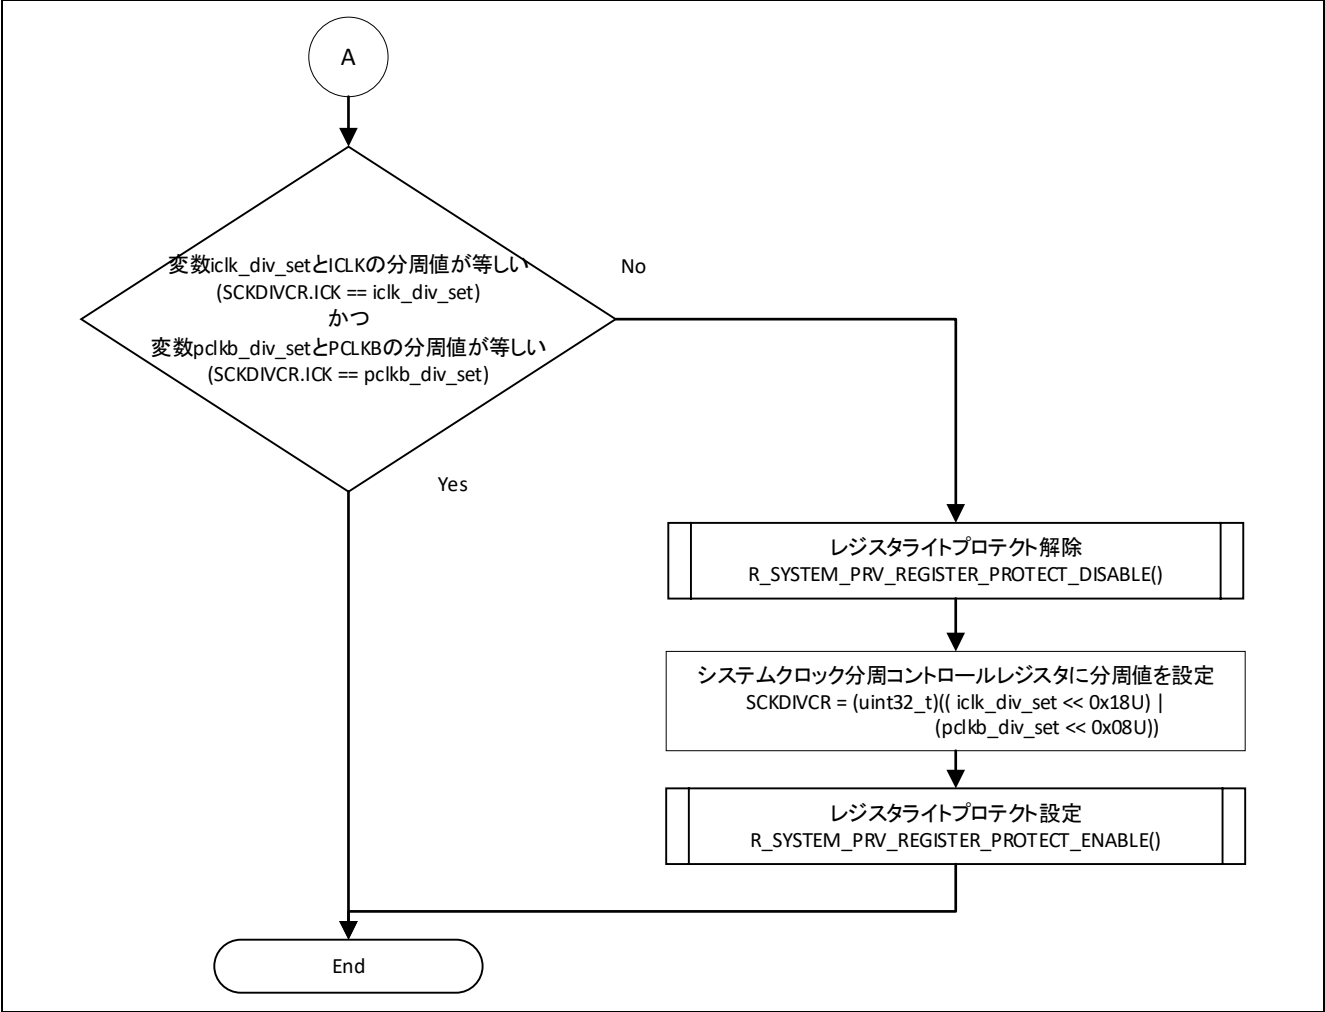 A
変数iclk_div_setとICLKの分周値が等しい
(SCKDIVCR.ICK == iclk_div_set)
かつ
変数pclkb_div_setとPCLKBの分周値が等しい
(SCKDIVCR.ICK == pclkb_div_set)
No
Yes
レジスタライトプロテクト解除
R_SYSTEM_PRV_REGISTER_PROTECT_DISABLE()
システムクロック分周コントロールレジスタに分周値を設定
SCKDIVCR = (uint32_t)(( iclk_div_set << 0x18U) |
(pclkb_div_set << 0x08U))
レジスタライトプロテクト設定
R_SYSTEM_PRV_REGISTER_PROTECT_ENABLE()
End